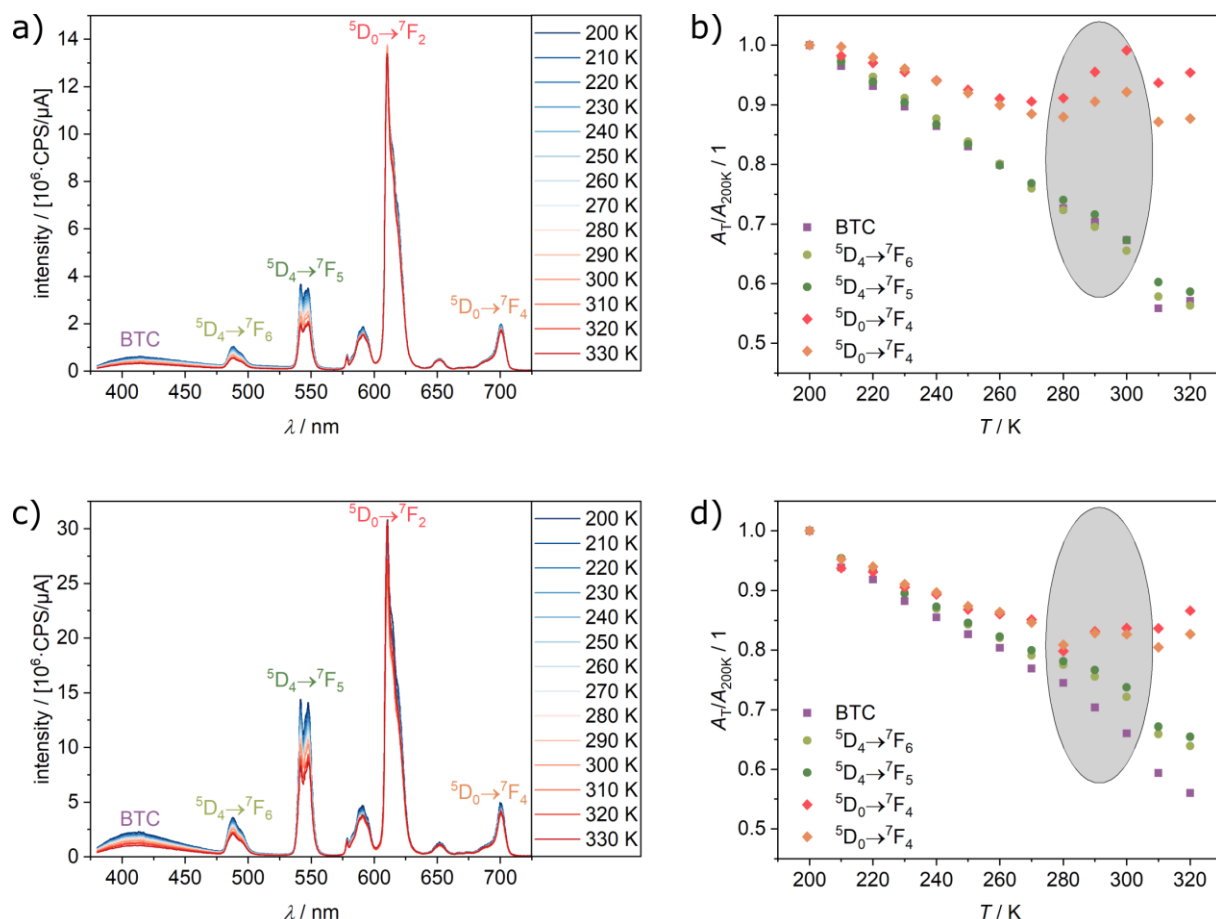 a)
⁵D₀→⁷F₂
⁵D₄→⁷F₅
⁵D₀→⁷F₄
BTC
⁵D₄→⁷F₆
intensity / [10⁶·CPS/µA]
14
12
10
8
6
4
2
0
400 450 500 550 600 650 700
λ / nm
200 K
210 K
220 K
230 K
240 K
250 K
260 K
270 K
280 K
290 K
300 K
310 K
320 K
330 K
b)
A_T/A_200K / 1
1.0
0.9
0.8
0.7
0.6
0.5
BTC
⁵D₄→⁷F₆
⁵D₄→⁷F₅
⁵D₀→⁷F₄
⁵D₀→⁷F₄
200 220 240 260 280 300 320
T / K
c)
⁵D₀→⁷F₂
⁵D₄→⁷F₅
⁵D₀→⁷F₄
BTC
⁵D₄→⁷F₆
intensity / [10⁶·CPS/µA]
30
25
20
15
10
5
0
400 450 500 550 600 650 700
λ / nm
200 K
210 K
220 K
230 K
240 K
250 K
260 K
270 K
280 K
290 K
300 K
310 K
320 K
330 K
d)
A_T/A_200K / 1
1.0
0.9
0.8
0.7
0.6
0.5
BTC
⁵D₄→⁷F₆
⁵D₄→⁷F₅
⁵D₀→⁷F₄
⁵D₀→⁷F₄
200 220 240 260 280 300 320
T / K